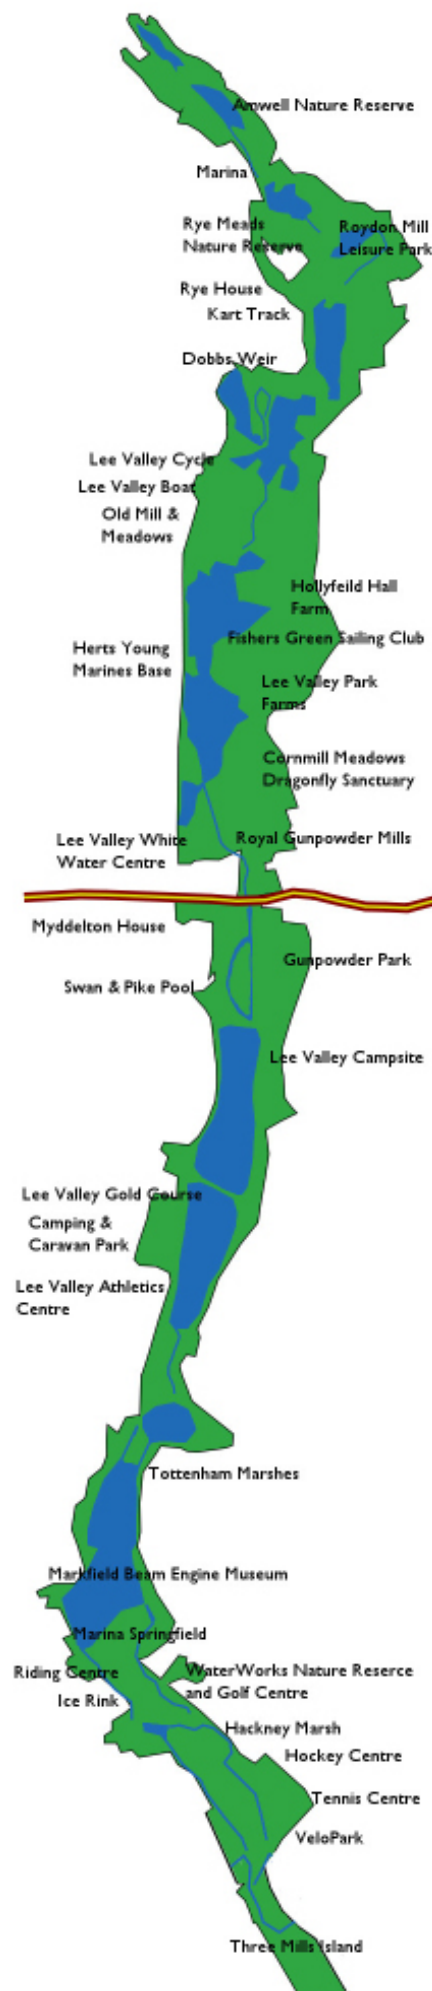 Amwell Nature Reserve
Marina
Rye Meads
Nature Reserve
Roydon Mill
Leisure Park
Rye House
Kart Track
Dobbs Weir
Lee Valley Cycle
Lee Valley Boat
Old Mill &
Meadows
Hollyfeild Hall
Farm
Fishers Green Sailing Club
Herts Young
Marines Base
Lee Valley Park
Farms
Cornmill Meadows
Dragonfly Sanctuary
Lee Valley White
Water Centre
Royal Gunpowder Mills
Myddelton House
Gunpowder Park
Swan & Pike Pool
Lee Valley Campsite
Lee Valley Gold Course
Camping &
Caravan Park
Lee Valley Athletics
Centre
Tottenham Marshes
Markfield Beam Engine Museum
Marina Springfield
Riding Centre
WaterWorks Nature Reserce
and Golf Centre
Ice Rink
Hackney Marsh
Hockey Centre
Tennis Centre
VeloPark
Three Mills Island